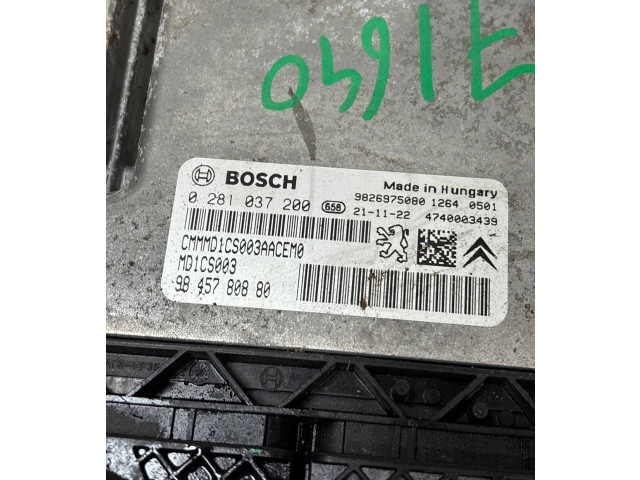 71640
BOSCH
Made in Hungary
0 281 037 200 658
9826975080 1264 0501
21-11-22 4740003439
CMMMD1CS003AACEM0
MD1CS003
98 457 808 80